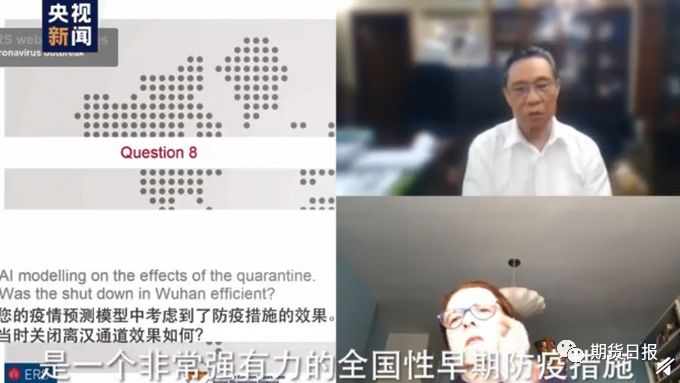 央视
新闻
RS web
oronavirus outbreak
Question 8
AI modelling on the effects of the quarantine.
Was the shut down in Wuhan efficient?
您的疫情预测模型中考虑到了防疫措施的效果。
当时关闭离汉通道效果如何?
是一个非常强有力的全国性早期防疫措施
ER
期货日报